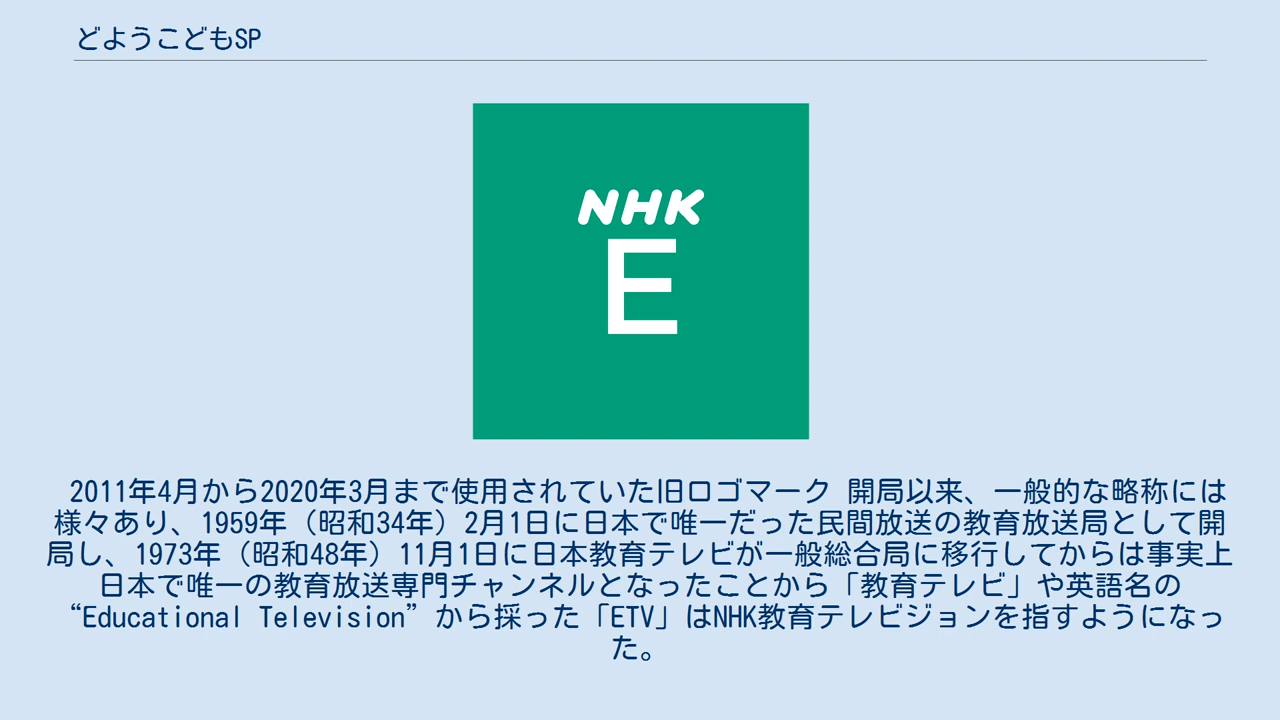 どようこどもSP
NHK
E
2011年4月から2020年3月まで使用されていた旧ロゴマーク 開局以来、一般的な略称には
様々あり、1959年（昭和34年）2月1日に日本で唯一だった民間放送の教育放送局として開
局し、1973年（昭和48年）11月1日に日本教育テレビが一般総合局に移行してからは事実上
日本で唯一の教育放送専門チャンネルとなったことから「教育テレビ」や英語名の
“Educational Television”から採った「ETV」はNHK教育テレビジョンを指すようになっ
た。